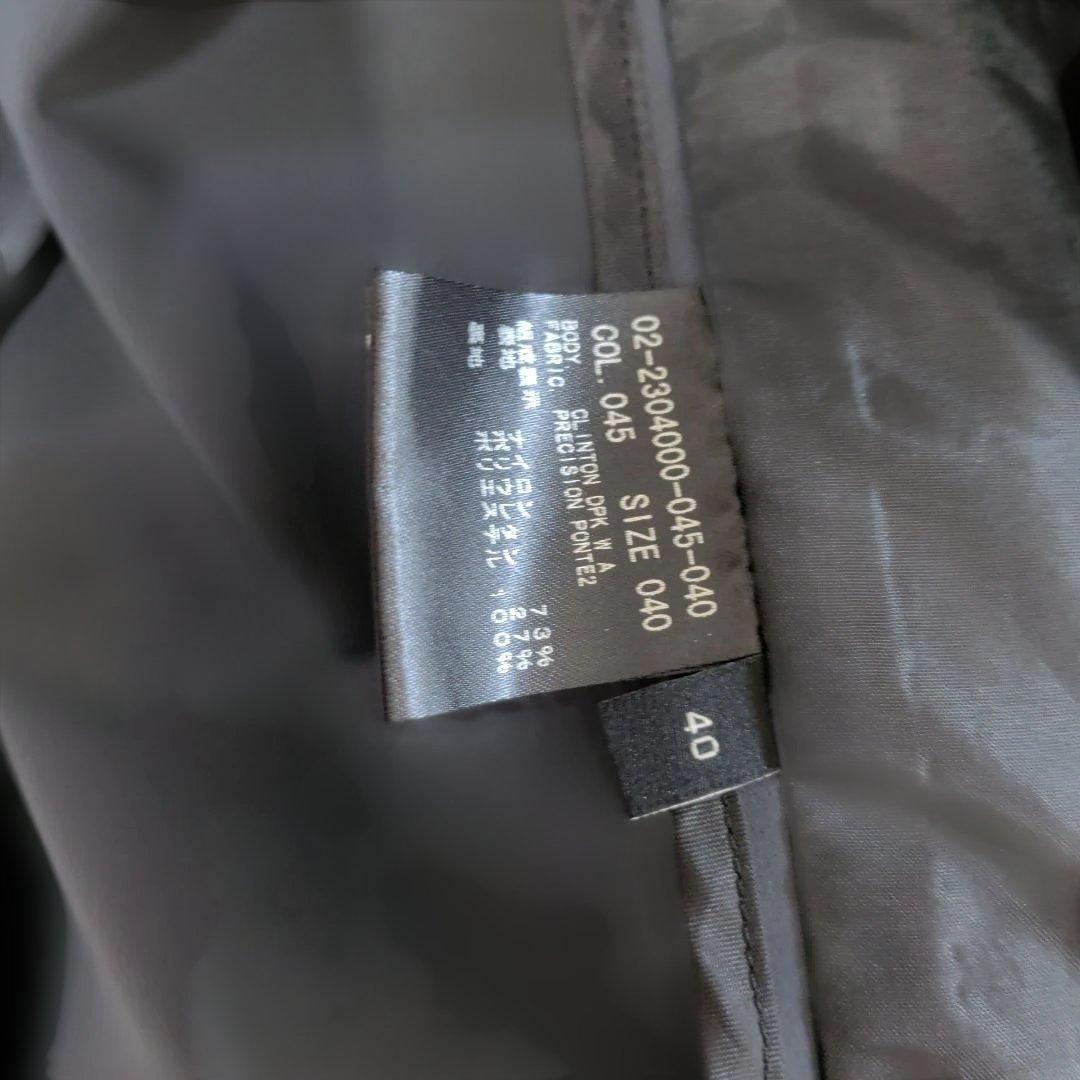 02-2304000-045-040
COL. 045 SIZE 040
BODY CLINTON DPK W A
FABRIC PRECISION PONTE2
ナイロン 73%
表地 ポリウレタン 27%
裏地 ポリエステル 100%
40